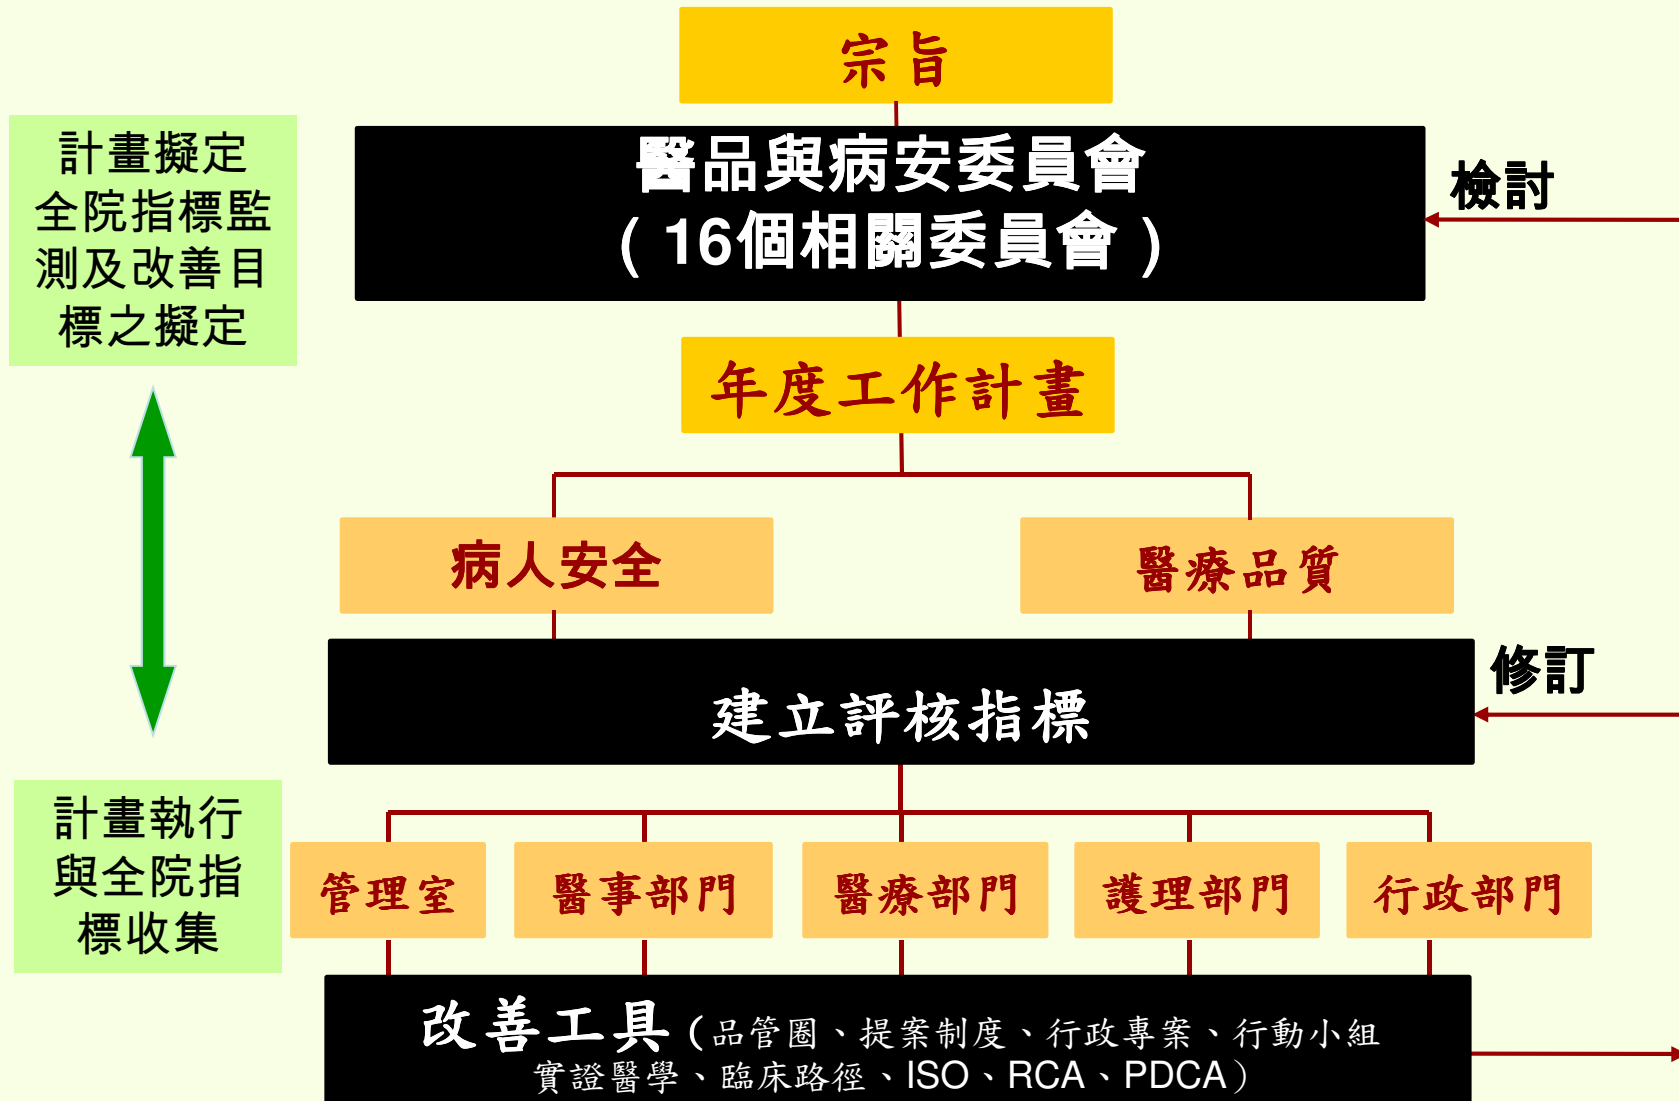 宗旨
計畫擬定
全院指標監
測及改善目
標之擬定
醫品與病安委員會
（16個相關委員會）
檢討
年度工作計畫
病人安全
醫療品質
建立評核指標
修訂
計畫執行
與全院指
標收集
管理室
醫事部門
醫療部門
護理部門
行政部門
改善工具（品管圈、提案制度、行政專案、行動小組
實證醫學、臨床路徑、ISO、RCA、PDCA）